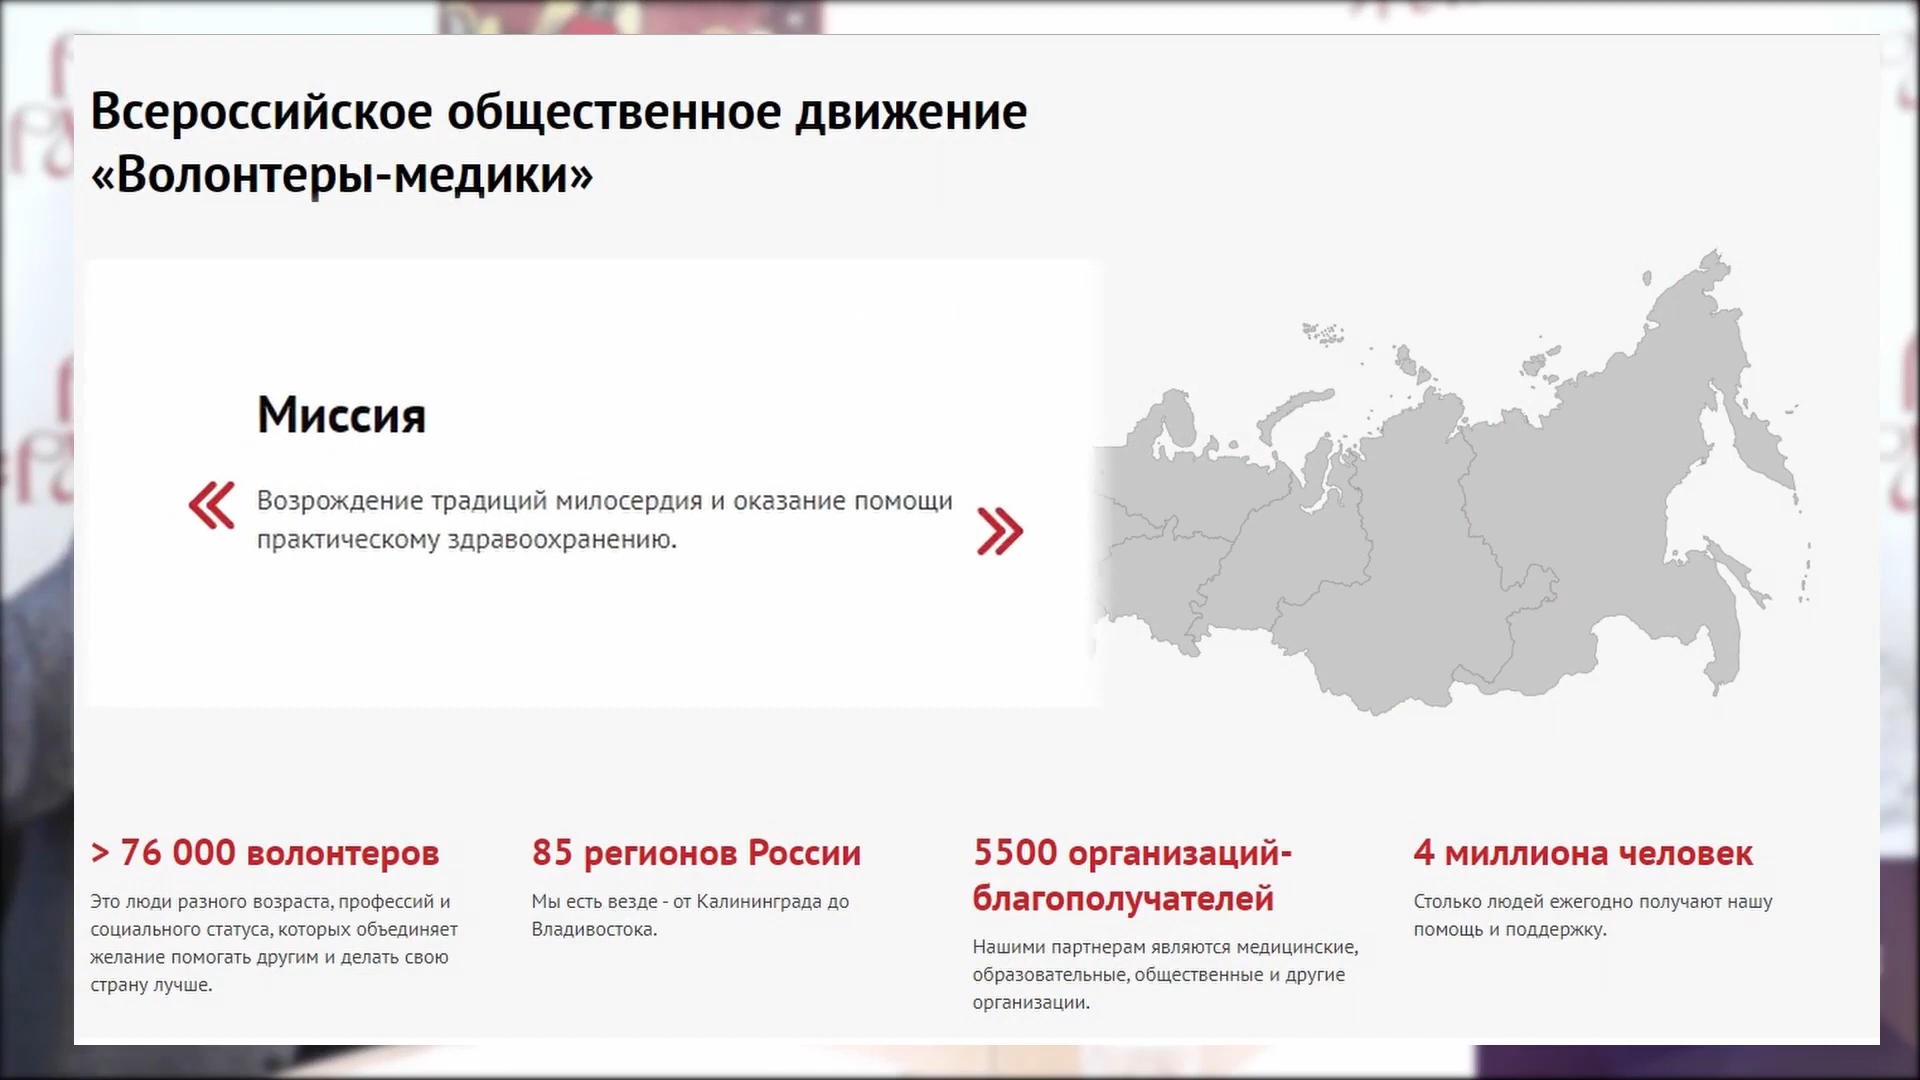 Всероссийское общественное движение
«Волонтеры-медики»
Миссия
Возрождение традиций милосердия и оказание помощи
практическому здравоохранению.
> 76 000 волонтеров
Это люди разного возраста, профессий и
социального статуса, которых объединяет
желание помогать другим и делать свою
страну лучше.
85 регионов России
Мы есть везде - от Калининграда до
Владивостока.
5500 организаций-
благополучателей
Нашими партнерам являются медицинские,
образовательные, общественные и другие
организации.
4 миллиона человек
Столько людей ежегодно получают нашу
помощь и поддержку.